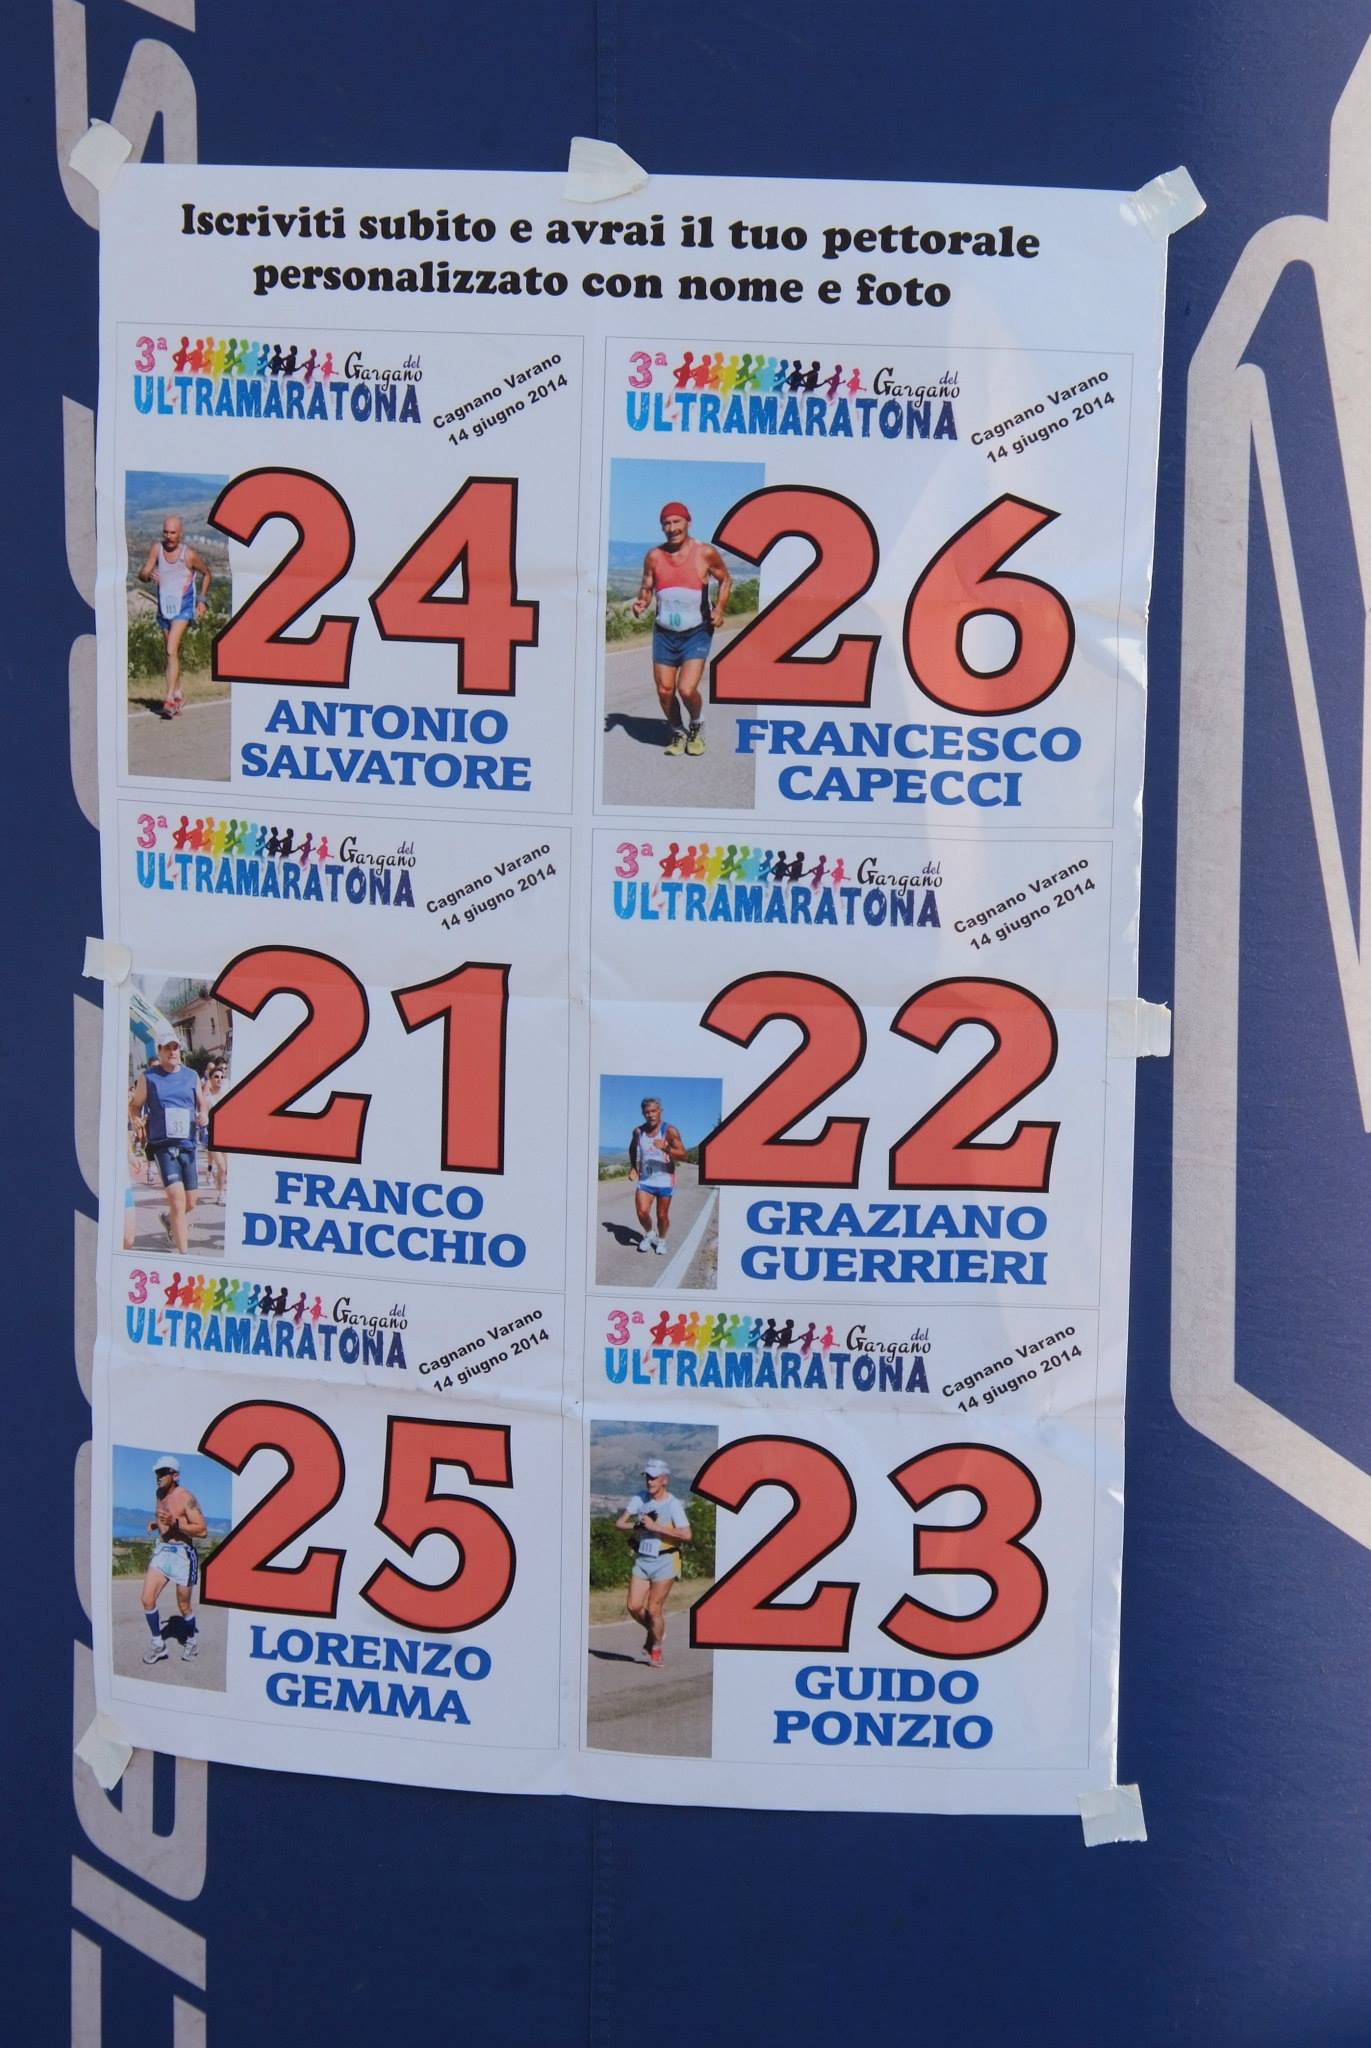 Iscriviti subito e avrai il tuo pettorale
personalizzato con nome e foto
3ª ULTRAMARATONA del Gargano
Cagnano Varano
14 giugno 2014
24
ANTONIO
SALVATORE
3ª ULTRAMARATONA del Gargano
Cagnano Varano
14 giugno 2014
26
FRANCESCO
CAPECCI
3ª ULTRAMARATONA del Gargano
Cagnano Varano
14 giugno 2014
21
FRANCO
DRAICCHIO
3ª ULTRAMARATONA del Gargano
Cagnano Varano
14 giugno 2014
22
GRAZIANO
GUERRIERI
3ª ULTRAMARATONA del Gargano
Cagnano Varano
14 giugno 2014
25
LORENZO
GEMMA
3ª ULTRAMARATONA del Gargano
Cagnano Varano
14 giugno 2014
23
GUIDO
PONZIO